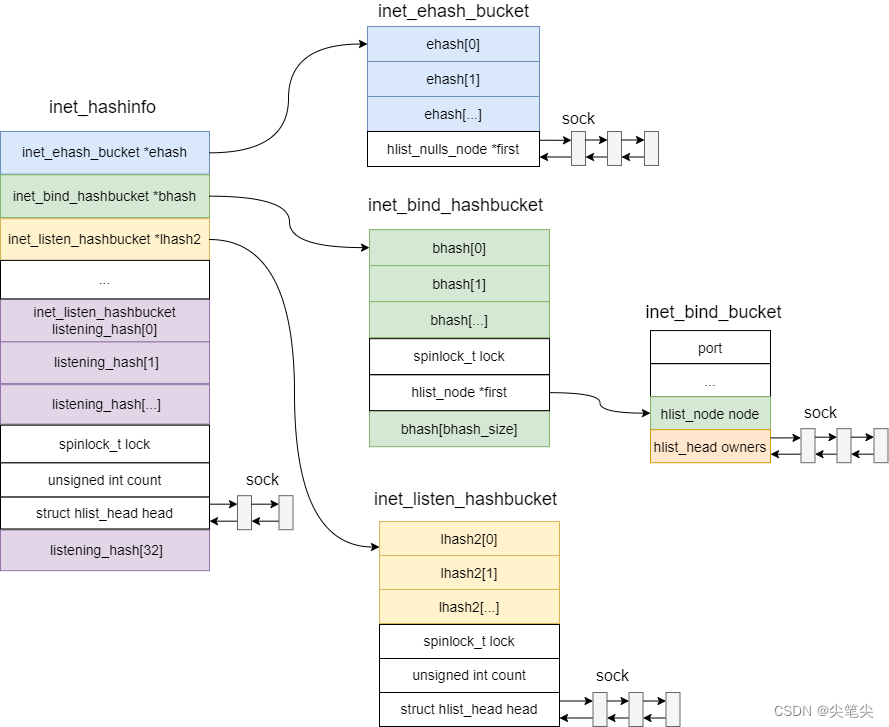 inet_ehash_bucket
ehash[0]
ehash[1]
ehash[...]
hlist_nulls_node *first
sock
inet_hashinfo
inet_ehash_bucket *ehash
inet_bind_hashbucket *bhash
inet_listen_hashbucket *lhash2
...
inet_listen_hashbucket
listening_hash[0]
listening_hash[1]
listening_hash[...]
spinlock_t lock
unsigned int count
struct hlist_head head
listening_hash[32]
sock
inet_bind_hashbucket
bhash[0]
bhash[1]
bhash[...]
spinlock_t lock
hlist_node *first
bhash[bhash_size]
inet_bind_bucket
port
...
hlist_node node
hlist_head owners
sock
inet_listen_hashbucket
lhash2[0]
lhash2[1]
lhash2[...]
spinlock_t lock
unsigned int count
struct hlist_head head
sock
CSDN @尖笔尖